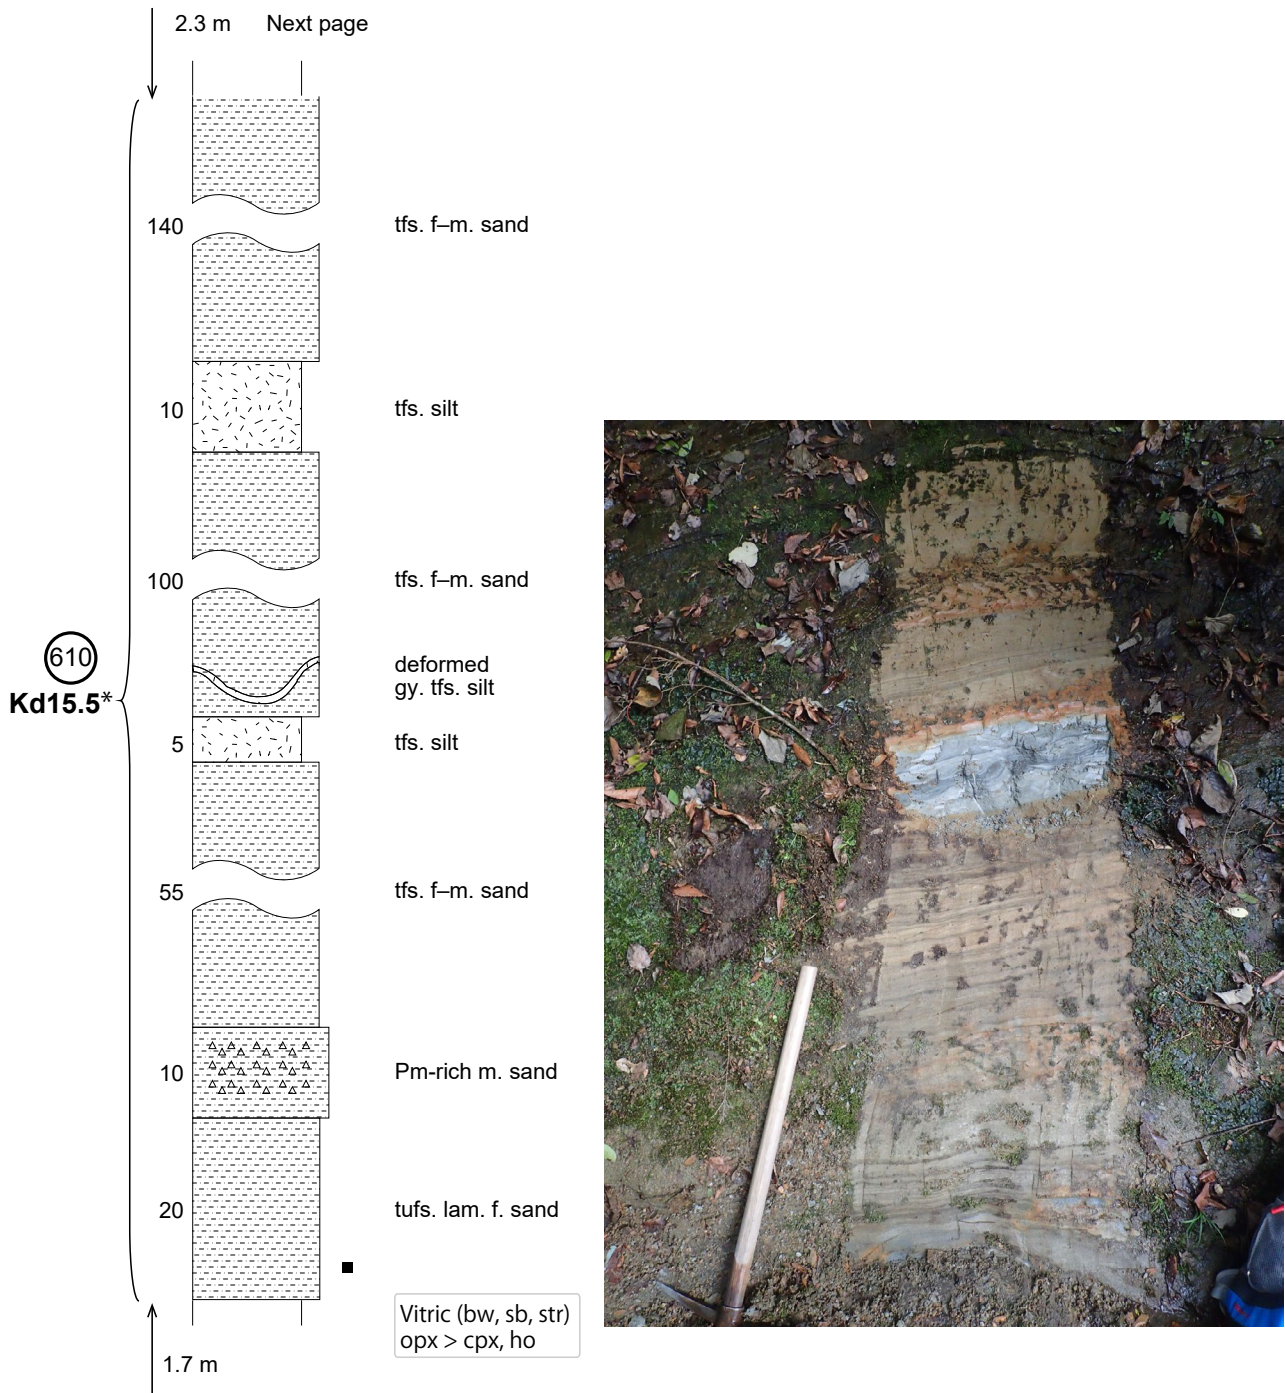 2.3 m Next page
140 tfs. f–m. sand
10 tfs. silt
100 tfs. f–m. sand
610
Kd15.5*
deformed
gy. tfs. silt
5 tfs. silt
55 tfs. f–m. sand
10 Pm-rich m. sand
20 tufs. lam. f. sand
Vitric (bw, sb, str)
opx > cpx, ho
1.7 m